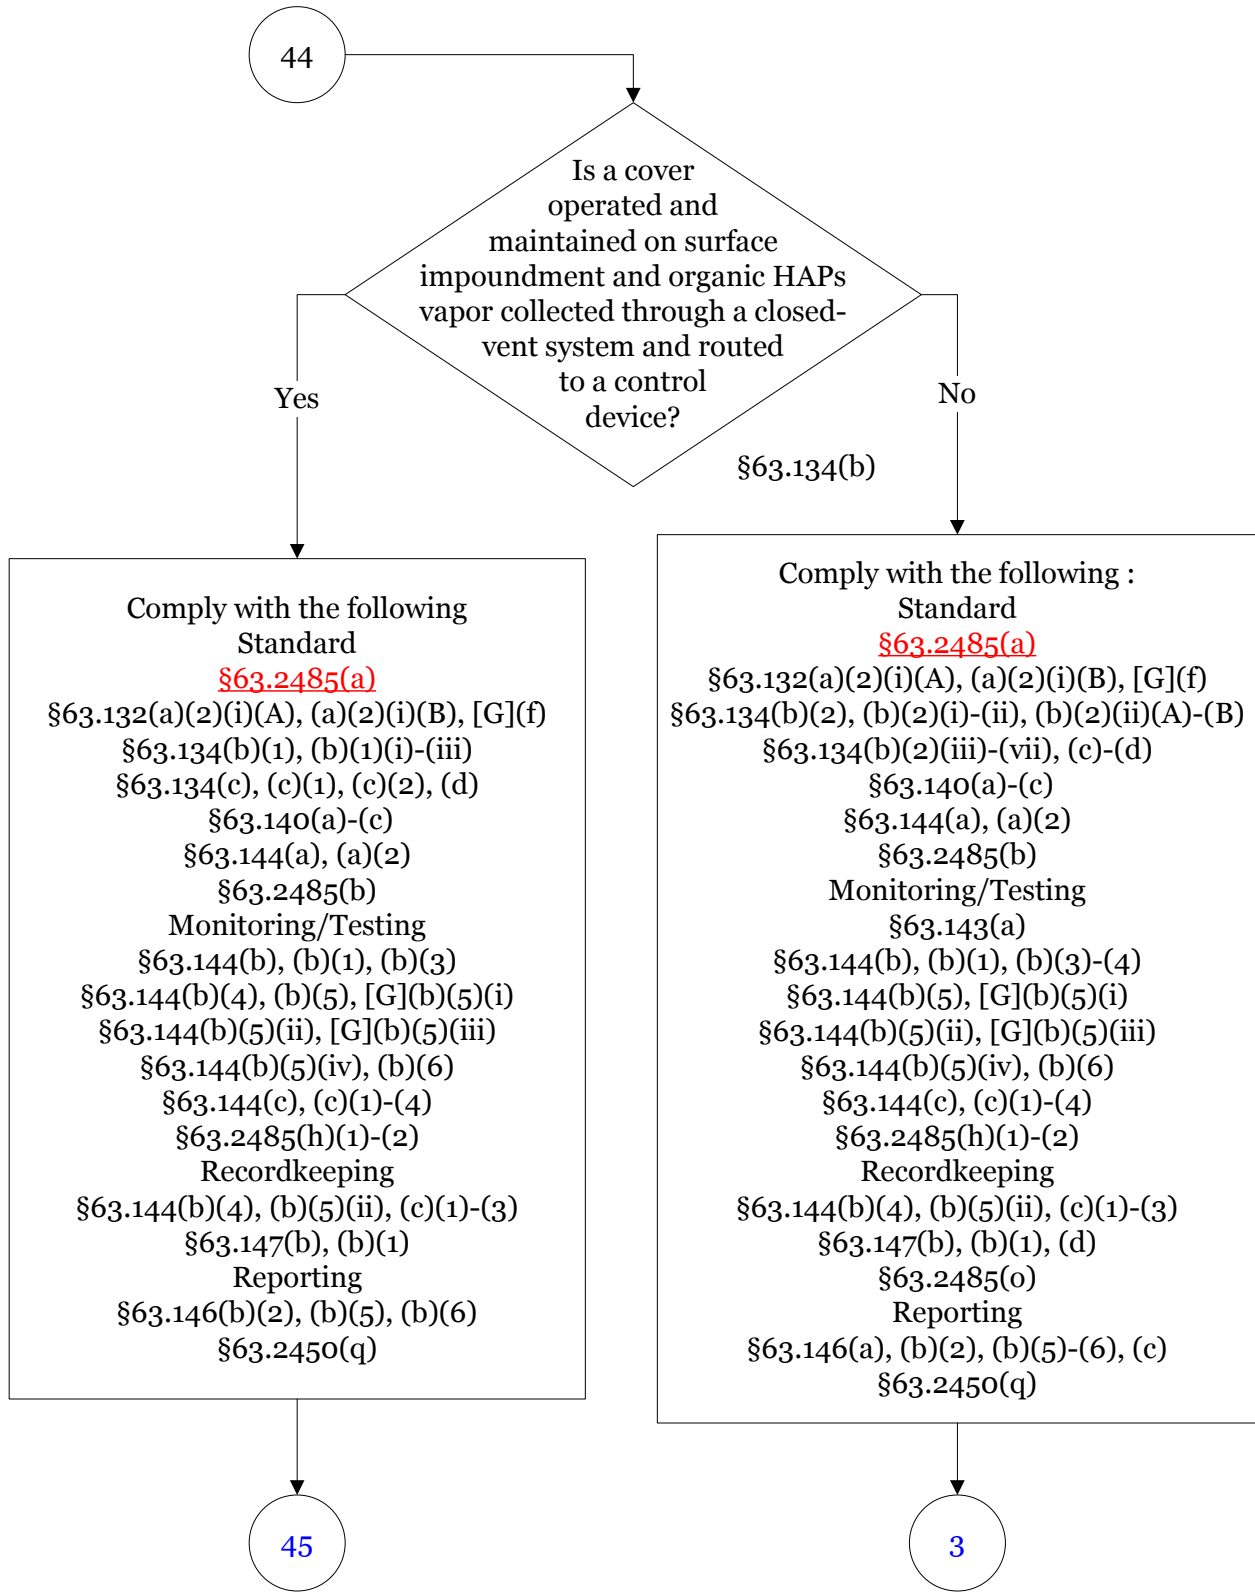 44
Is a cover
operated and
maintained on surface
impoundment and organic HAPs
vapor collected through a closed-
vent system and routed
to a control
device?
Yes
No
§63.134(b)
Comply with the following
Standard
§63.2485(a)
§63.132(a)(2)(i)(A), (a)(2)(i)(B), [G](f)
§63.134(b)(1), (b)(1)(i)-(iii)
§63.134(c), (c)(1), (c)(2), (d)
§63.140(a)-(c)
§63.144(a), (a)(2)
§63.2485(b)
Monitoring/Testing
§63.144(b), (b)(1), (b)(3)
§63.144(b)(4), (b)(5), [G](b)(5)(i)
§63.144(b)(5)(ii), [G](b)(5)(iii)
§63.144(b)(5)(iv), (b)(6)
§63.144(c), (c)(1)-(4)
§63.2485(h)(1)-(2)
Recordkeeping
§63.144(b)(4), (b)(5)(ii), (c)(1)-(3)
§63.147(b), (b)(1)
Reporting
§63.146(b)(2), (b)(5), (b)(6)
§63.2450(q)
Comply with the following :
Standard
§63.2485(a)
§63.132(a)(2)(i)(A), (a)(2)(i)(B), [G](f)
§63.134(b)(2), (b)(2)(i)-(ii), (b)(2)(ii)(A)-(B)
§63.134(b)(2)(iii)-(vii), (c)-(d)
§63.140(a)-(c)
§63.144(a), (a)(2)
§63.2485(b)
Monitoring/Testing
§63.143(a)
§63.144(b), (b)(1), (b)(3)-(4)
§63.144(b)(5), [G](b)(5)(i)
§63.144(b)(5)(ii), [G](b)(5)(iii)
§63.144(b)(5)(iv), (b)(6)
§63.144(c), (c)(1)-(4)
§63.2485(h)(1)-(2)
Recordkeeping
§63.144(b)(4), (b)(5)(ii), (c)(1)-(3)
§63.147(b), (b)(1), (d)
§63.2485(o)
Reporting
§63.146(a), (b)(2), (b)(5)-(6), (c)
§63.2450(q)
45
3